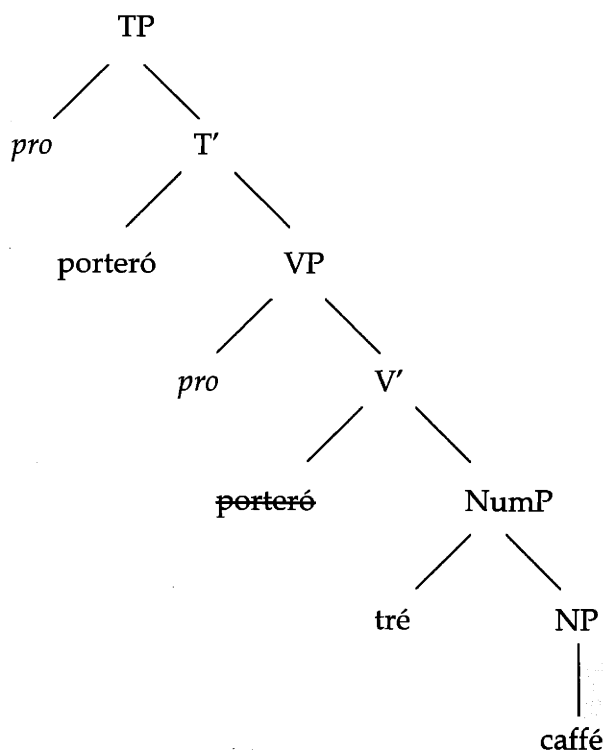 TP
pro T′
porteró VP
pro V′
porteró NumP
tré NP
caffé